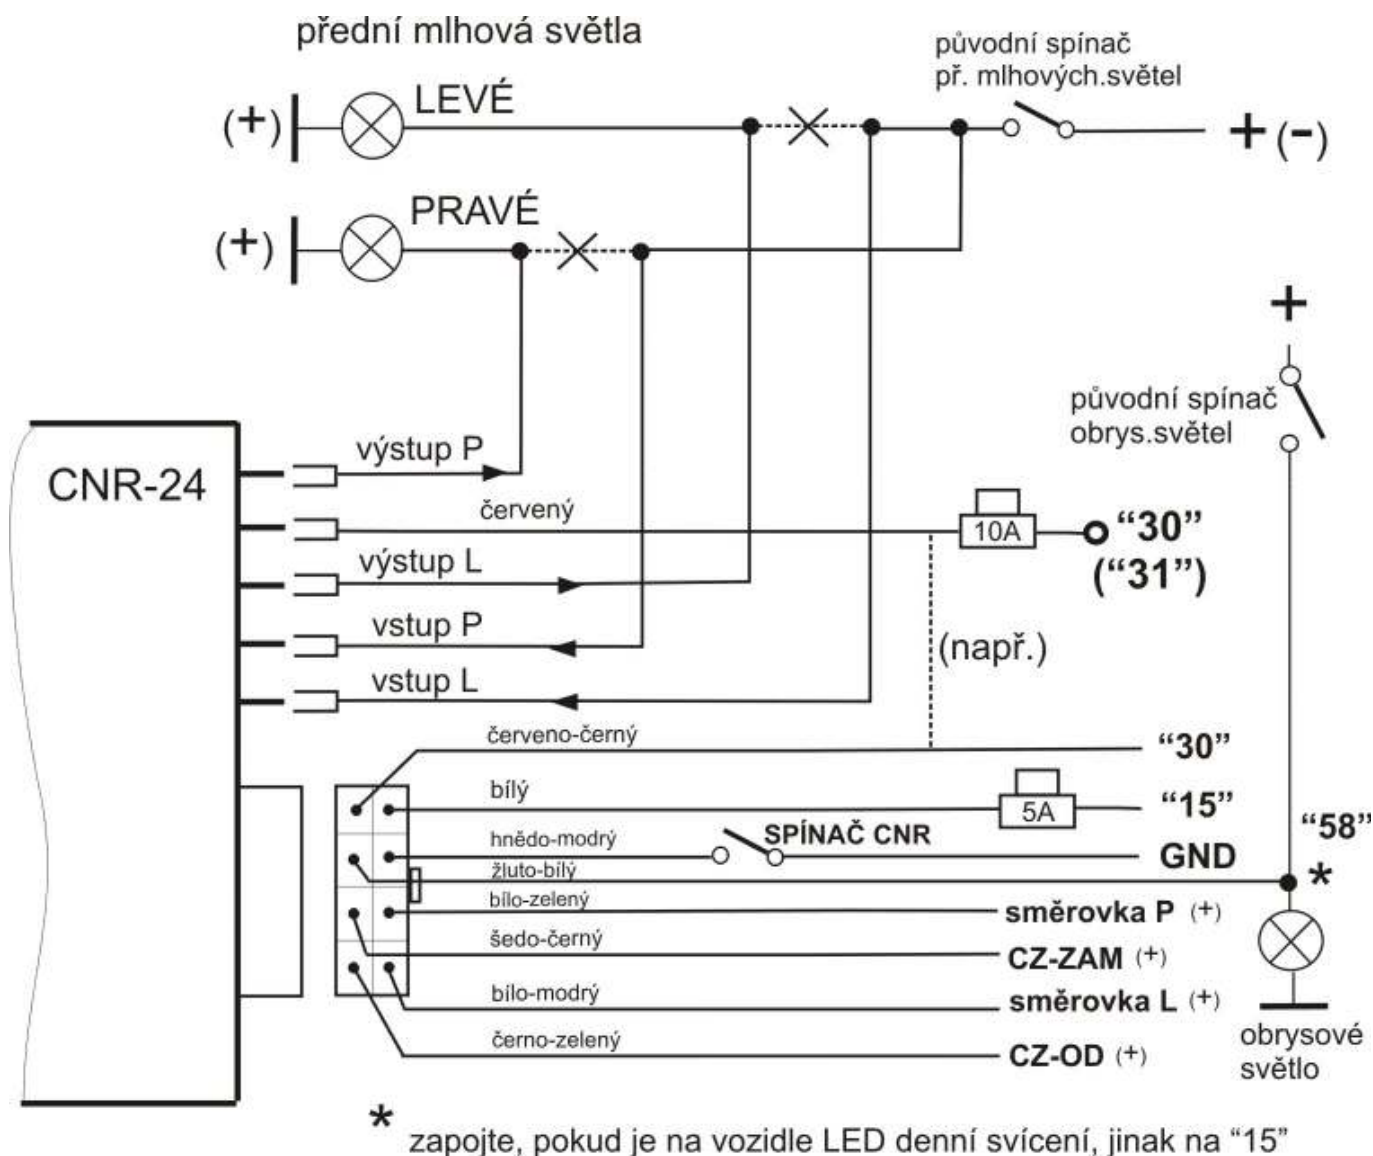 přední mlhová světla
původní spínač
př. mlhových.světel
(+)
LEVÉ
+ (-)
(+)
PRAVÉ
+
původní spínač
obrys.světel
CNR-24
výstup P
červený
10A
“30”
(“31”)
výstup L
vstup P
(např.)
vstup L
červeno-černý
“30”
bílý
5A
“15”
“58”
hnědo-modrý
SPÍNAČ CNR
GND
žluto-bílý
*
bílo-zelený
směrovka P (+)
šedo-černý
CZ-ZAM (+)
bílo-modrý
směrovka L (+)
černo-zelený
CZ-OD (+)
obrysové
světlo
* zapojte, pokud je na vozidle LED denní svícení, jinak na “15”